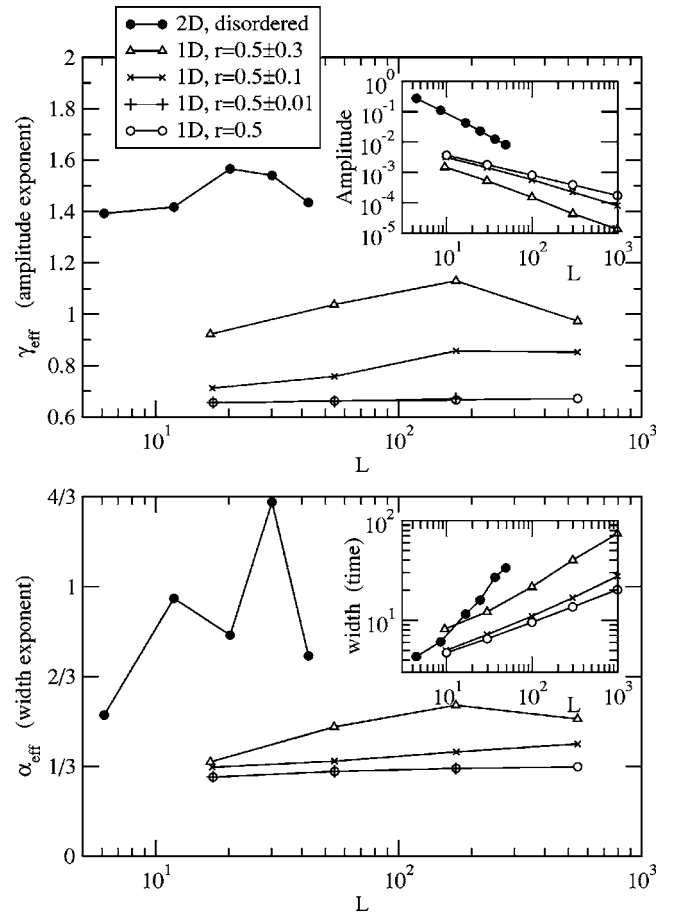 2D, disordered
1D, r=0.5±0.3
1D, r=0.5±0.1
1D, r=0.5±0.01
1D, r=0.5
2
1.8
1.6
1.4
1.2
1
0.8
0.6
γeff (amplitude exponent)
10^1
10^2
10^3
L
10^0
10^-1
10^-2
10^-3
10^-4
10^-5
Amplitude
10^1
10^2
10^3
L
4/3
1
2/3
1/3
0
αeff (width exponent)
10^1
10^2
10^3
L
10^2
10^1
width (time)
10^1
10^2
10^3
L